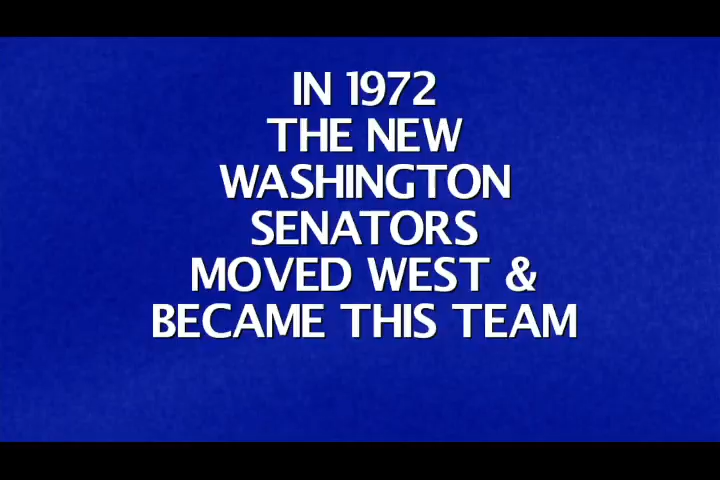 IN 1972
THE NEW
WASHINGTON
SENATORS
MOVED WEST &
BECAME THIS TEAM